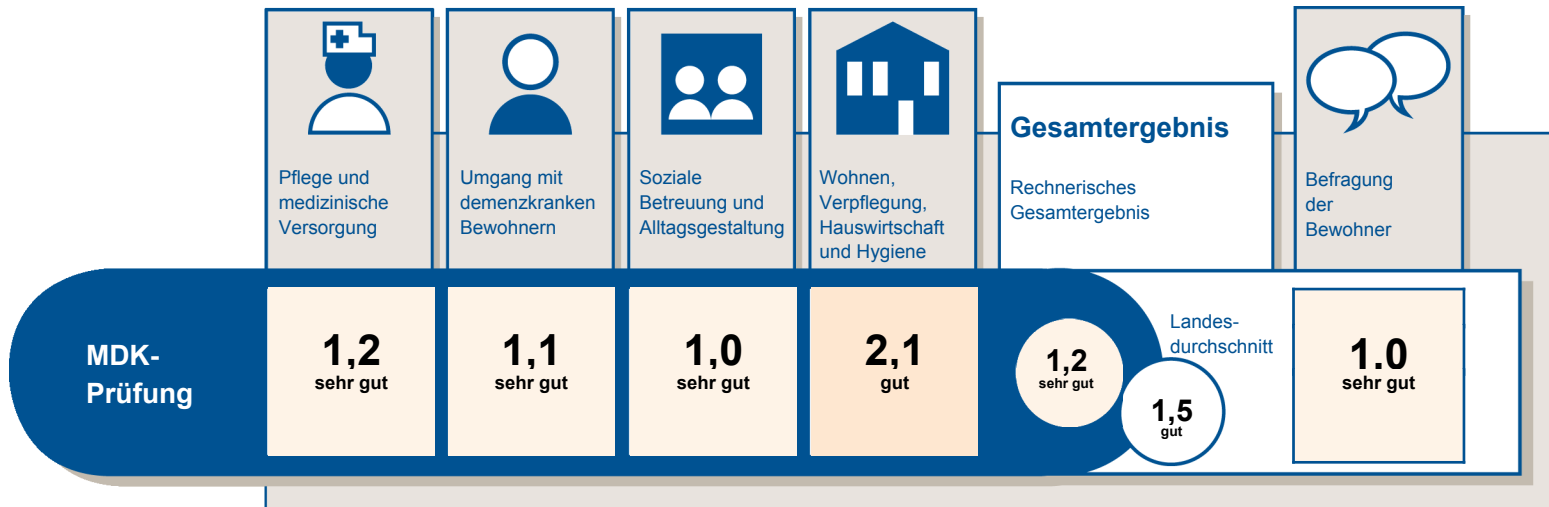 Pflege und
medizinische
Versorgung
Umgang mit
demenzkranken
Bewohnern
Soziale
Betreuung und
Alltagsgestaltung
Wohnen,
Verpflegung,
Hauswirtschaft
und Hygiene
Gesamtergebnis
Rechnerisches
Gesamtergebnis
Befragung
der
Bewohner
MDK-
Prüfung
1,2
sehr gut
1,1
sehr gut
1,0
sehr gut
2,1
gut
1,2
sehr gut
Landes-
durchschnitt
1,5
gut
1.0
sehr gut